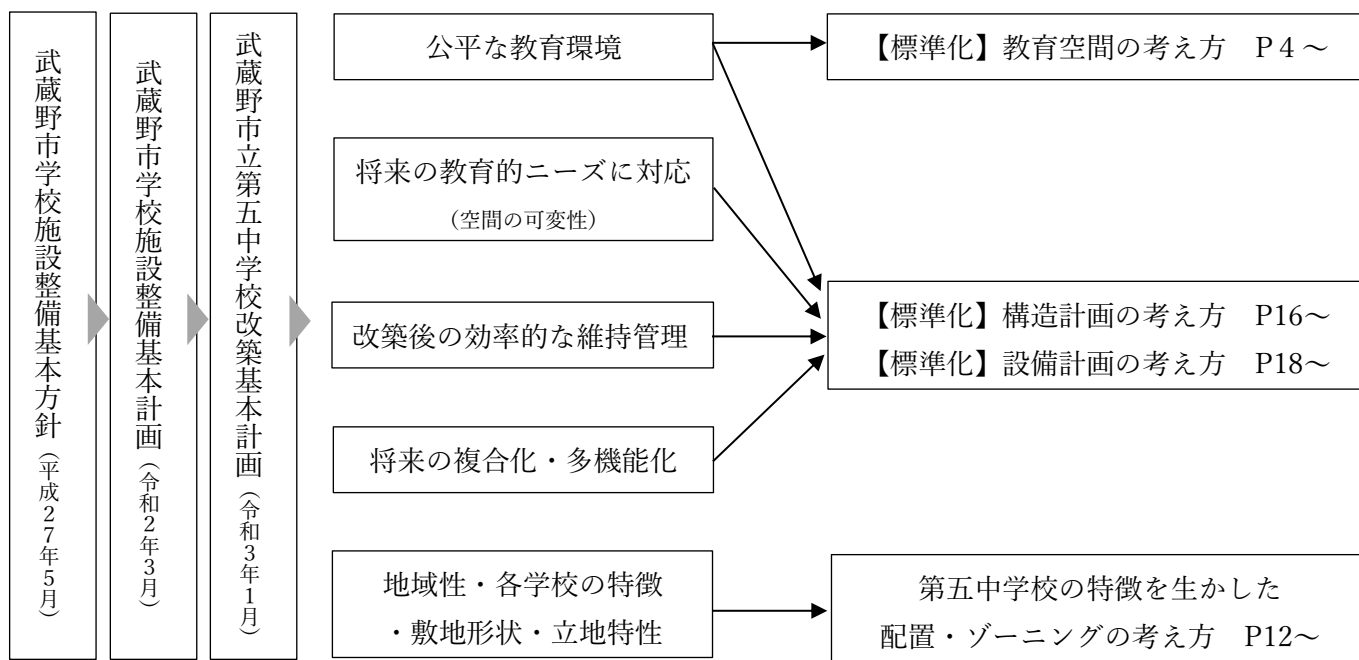 武蔵野市学校施設整備基本方針（平成27年5月）
武蔵野市学校施設整備基本計画（令和2年3月）
武蔵野市立第五中学校改築基本計画（令和3年1月）
公平な教育環境
将来の教育的ニーズに対応
（空間の可変性）
改築後の効率的な維持管理
将来の複合化・多機能化
地域性・各学校の特徴
・敷地形状・立地特性
【標準化】教育空間の考え方　P４～
【標準化】構造計画の考え方　P16～
【標準化】設備計画の考え方　P18～
第五中学校の特徴を生かした
配置・ゾーニングの考え方　P12～